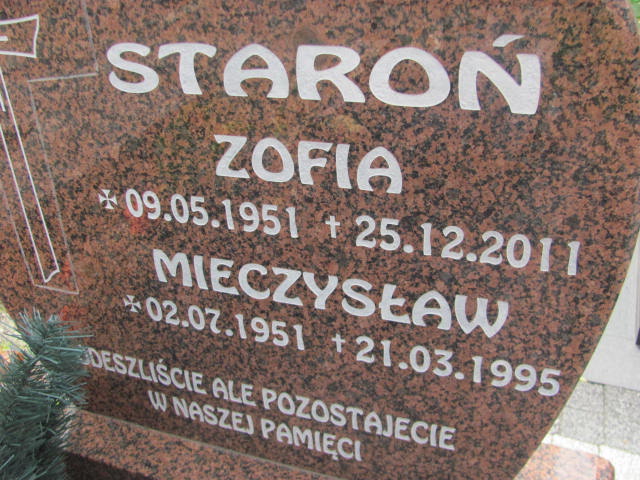 STAROŃ
ZOFIA
✠ 09.05.1951 † 25.12.2011
MIECZYSŁAW
✠ 02.07.1951 † 21.03.1995
DESZLIŚCIE ALE POZOSTAJECIE
W NASZEJ PAMIĘCI